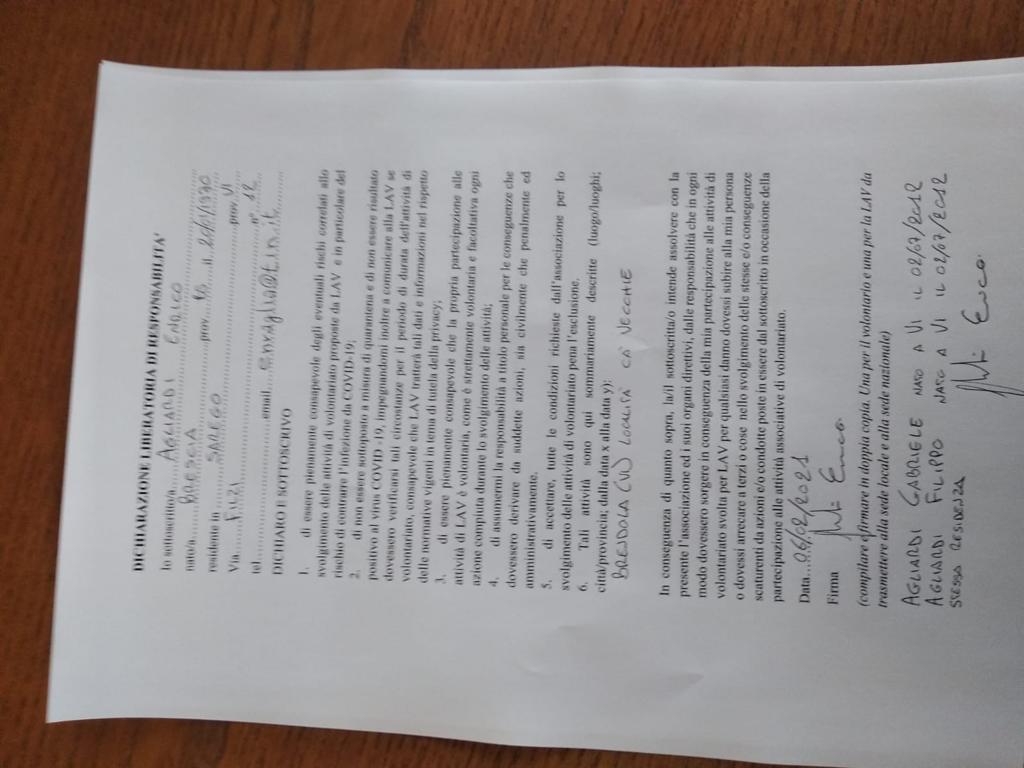 DICHIARAZIONE LIBERATORIA DI RESPONSABILITA'
Io sottoscritto/a......AGLIARDI ENRICO
nato/a......BRESCIA......prov....BS....il..20/01/1970
residente in......SAREGO......prov..VI
Via......FIUZI......n°..12
tel......email...enxaglia@tin.it
DICHIARO E SOTTOSCRIVO
1. di essere pienamente consapevole degli eventuali rischi correlati allo
svolgimento delle attività di volontariato proposte da LAV e in particolare del
rischio di contrarre l'infezione da COVID19;
2. di non essere sottoposto a misura di quarantena e di non essere risultato
positivo al virus COVID -19, impegnandomi inoltre a comunicare alla LAV se
dovessero verificarsi tali circostanze per il periodo di durata dell'attività di
volontariato, consapevole che LAV tratterà tali dati e informazioni nel rispetto
delle normative vigenti in tema di tutela della privacy;
3. di essere pienamente consapevole che la propria partecipazione alle
attività di LAV è volontaria, come è strettamente volontaria e facoltativa ogni
azione compiuta durante lo svolgimento delle attività;
4. di assumermi la responsabilità a titolo personale per le conseguenze che
dovessero derivare da suddette azioni, sia civilmente che penalmente ed
amministrativamente.
5. di accettare, tutte le condizioni richieste dall'associazione per lo
svolgimento delle attività di volontariato pena l'esclusione.
6. Tali attività sono qui sommariamente descritte (luogo/luoghi;
città/provincia; dalla data x alla data y):
BRENDOLA (VI) LOCALITÀ CÀ VECCHIE
In conseguenza di quanto sopra, la/il sottoscritta/o intende assolvere con la
presente l'associazione ed i suoi organi direttivi, dalle responsabilità che in ogni
modo dovessero sorgere in conseguenza della mia partecipazione alle attività di
volontariato svolta per LAV per qualsiasi danno dovessi subire alla mia persona
o dovessi arrecare a terzi o cose nello svolgimento delle stesse e/o conseguenze
scaturenti da azioni e/o condotte poste in essere dal sottoscritto in occasione della
partecipazione alle attività associative di volontariato.
Data...06/02/2021
Firma
(compilare e firmare in doppia copia. Una per il volontario e una per la LAV da
trasmettere alla sede locale e alla sede nazionale)
AGLIARDI GABRIELE NATO A VI IL 02/07/2012
AGLIARDI FILIPPO NATO A VI IL 02/07/2012
STESSA RESIDENZA